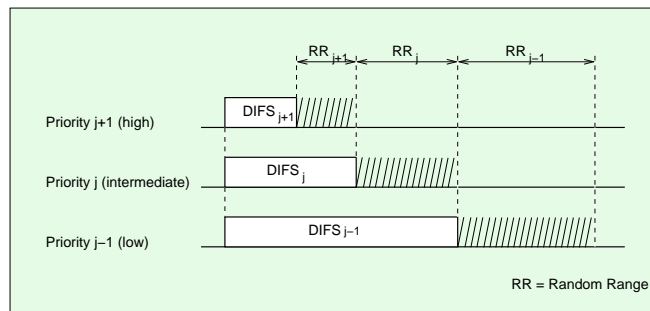 RR j+1 RR j RR j−1
DIFS j+1
Priority j+1 (high)
DIFS j
Priority j (intermediate)
DIFS j−1
Priority j−1 (low)
RR = Random Range